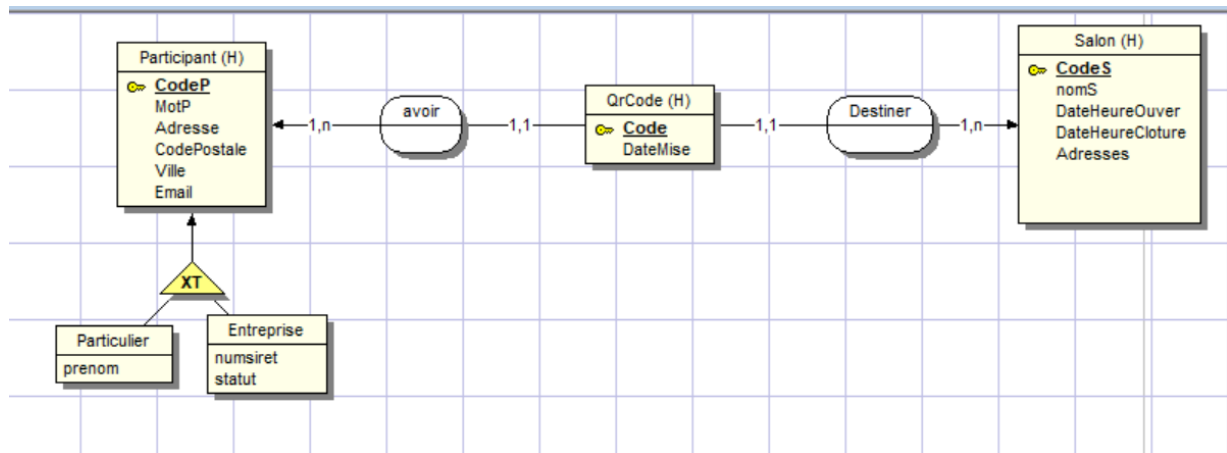 Participant (H)
CodeP
MotP
Adresse
CodePostale
Ville
Email
1,n
avoir
1,1
QrCode (H)
Code
DateMise
1,1
Destiner
1,n
Salon (H)
CodeS
nomS
DateHeureOuver
DateHeureCloture
Adresses
XT
Particulier
prenom
Entreprise
numsiret
statut